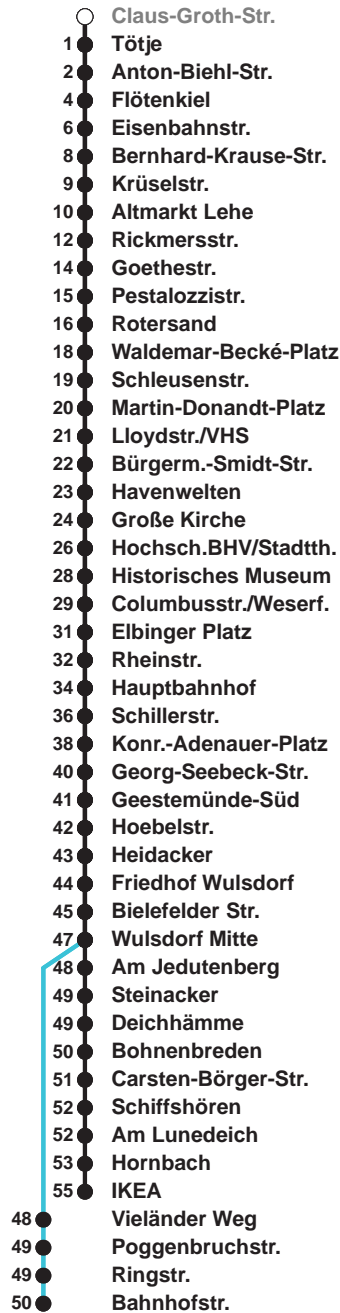 Claus-Groth-Str.
1 Tötje
2 Anton-Biehl-Str.
4 Flötenkiel
6 Eisenbahnstr.
8 Bernhard-Krause-Str.
9 Krüselstr.
10 Altmarkt Lehe
12 Rickmersstr.
14 Goethestr.
15 Pestalozzistr.
16 Rotersand
18 Waldemar-Becké-Platz
19 Schleusenstr.
20 Martin-Donandt-Platz
21 Lloydstr./VHS
22 Bürgerm.-Smidt-Str.
23 Havenwelten
24 Große Kirche
26 Hochsch.BHV/Stadtth.
28 Historisches Museum
29 Columbusstr./Weserf.
31 Elbinger Platz
32 Rheinstr.
34 Hauptbahnhof
36 Schillerstr.
38 Konr.-Adenauer-Platz
40 Georg-Seebeck-Str.
41 Geestemünde-Süd
42 Hoebelstr.
43 Heidacker
44 Friedhof Wulsdorf
45 Bielefelder Str.
47 Wulsdorf Mitte
48 Am Jedutenberg
49 Steinacker
49 Deichhämme
50 Bohnenbreden
51 Carsten-Börger-Str.
52 Schiffshören
52 Am Lunedeich
53 Hornbach
55 IKEA
48 Vieländer Weg
49 Poggenbruchstr.
49 Ringstr.
50 Bahnhofstr.